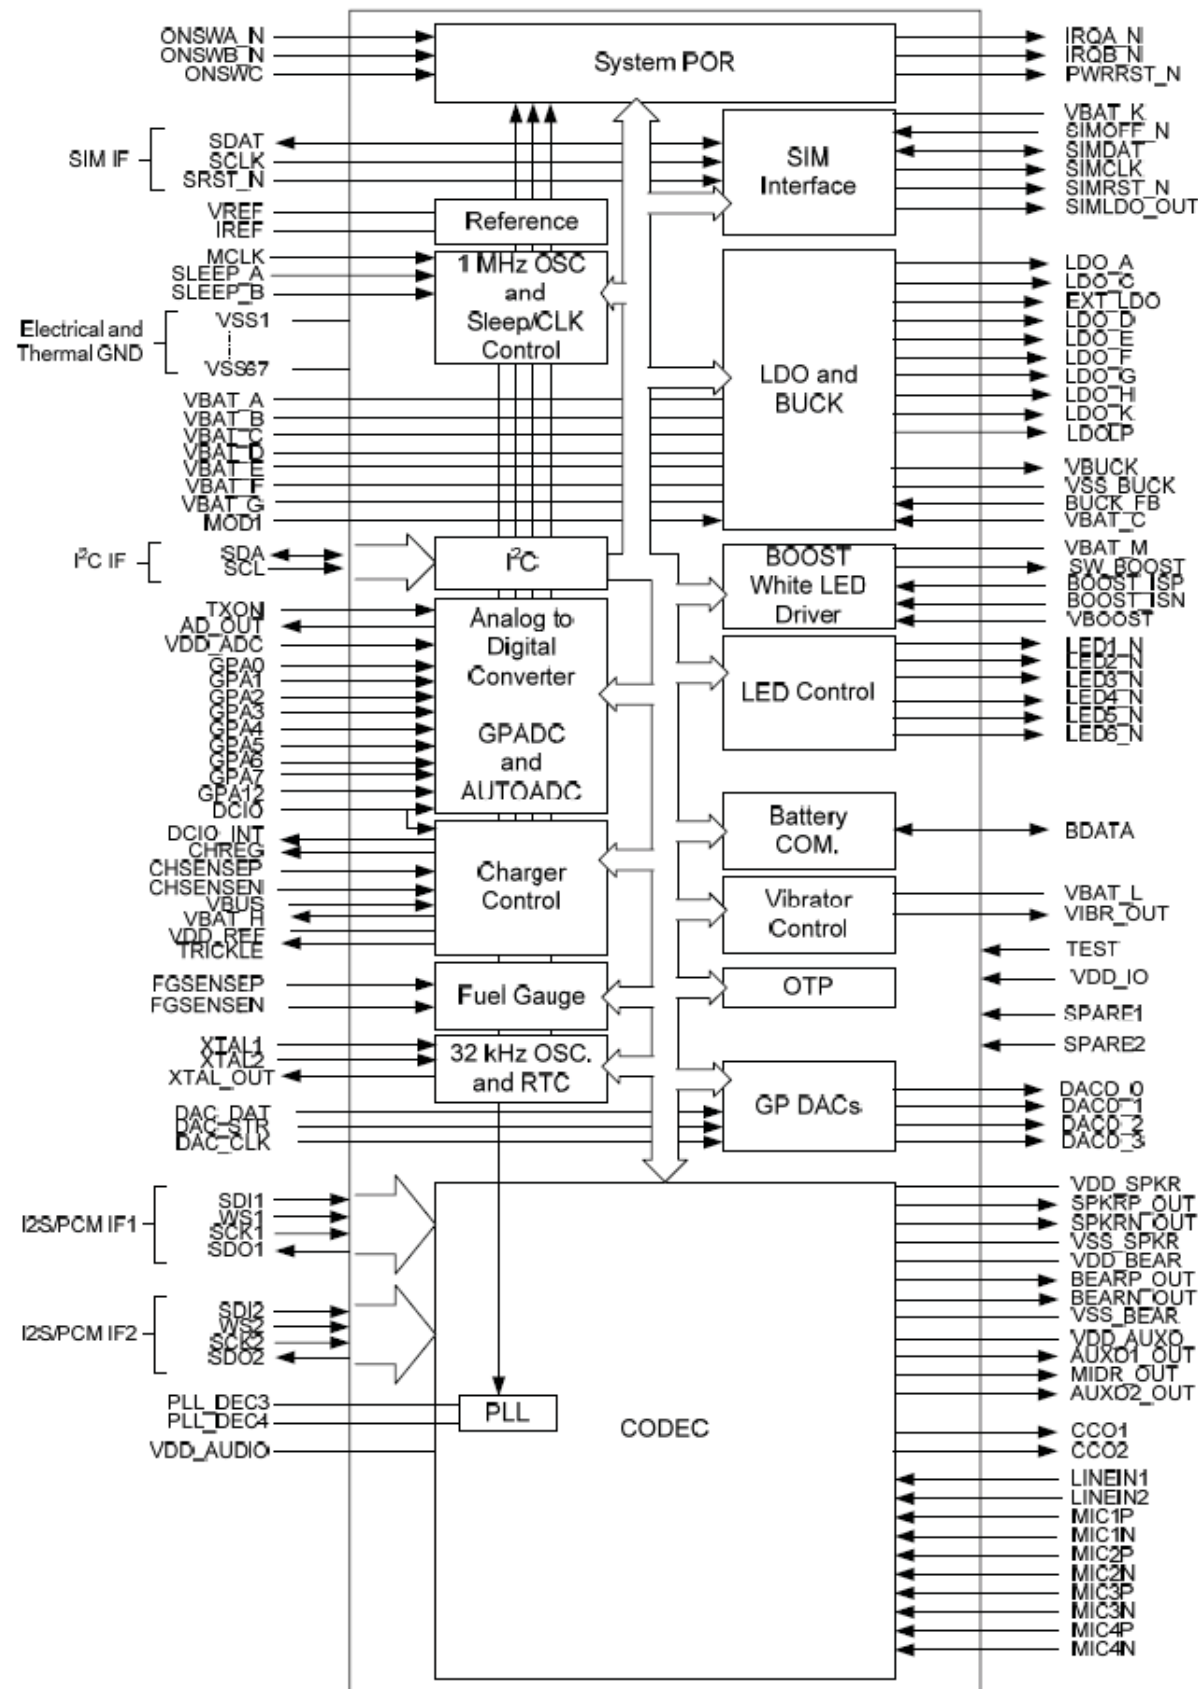 ONSWA_N
ONSWB_N
ONSWC
System POR
IRQA_N
IRQB_N
PWRRST_N
SIM IF
SDAT
SCLK
SRST_N
SIM
Interface
VBAT_K
SIMOFF_N
SIMDAT
SIMCLK
SIMRST_N
SIMLDO_OUT
VREF
IREF
Reference
MCLK
SLEEP_A
SLEEP_B
1 MHz OSC
and
Sleep/CLK
Control
Electrical and
Thermal GND
VSS1
VSS67
VBAT_A
VBAT_B
VBAT_C
VBAT_D
VBAT_E
VBAT_F
VBAT_G
MOD1
LDO and
BUCK
LDO_A
LDO_C
EXT_LDO
LDO_D
LDO_E
LDO_F
LDO_G
LDO_H
LDO_K
LDOLP
VBUCK
VSS_BUCK
BUCK_FB
VBAT_C
I²C IF
SDA
SCL
I²C
BOOST
White LED
Driver
VBAT_M
SW_BOOST
BOOST_ISP
BOOST_ISN
VBOOST
TXON
AD_OUT
VDD_ADC
GPA0
GPA1
GPA2
GPA3
GPA4
GPA5
GPA6
GPA7
GPA12
DCIO
Analog to
Digital
Converter
GPADC
and
AUTOADC
LED Control
LED1_N
LED2_N
LED3_N
LED4_N
LED5_N
LED6_N
DCIO_INT
CHREG
CHSENSEP
CHSENSEN
VBUS
VBAT_H
VDD_REF
TRICKLE
Charger
Control
Battery
COM.
BDATA
Vibrator
Control
VBAT_L
VIBR_OUT
TEST
VDD_IO
SPARE1
SPARE2
FGSENSEP
FGSENSEN
Fuel Gauge
OTP
XTAL1
XTAL2
XTAL_OUT
32 kHz OSC.
and RTC
DAC_DAT
DAC_STR
DAC_CLK
GP DACs
DACD_0
DACD_1
DACD_2
DACD_3
I2S/PCM IF1
SDI1
WS1
SCK1
SDO1
I2S/PCM IF2
SDI2
WS2
SCK2
SDO2
PLL_DEC3
PLL_DEC4
VDD_AUDIO
PLL
CODEC
VDD_SPKR
SPKRP_OUT
SPKRN_OUT
VSS_SPKR
VDD_BEAR
BEARP_OUT
BEARN_OUT
VSS_BEAR
VDD_AUXO
AUXO1_OUT
MIDR_OUT
AUXO2_OUT
CCO1
CCO2
LINEIN1
LINEIN2
MIC1P
MIC1N
MIC2P
MIC2N
MIC3P
MIC3N
MIC4P
MIC4N